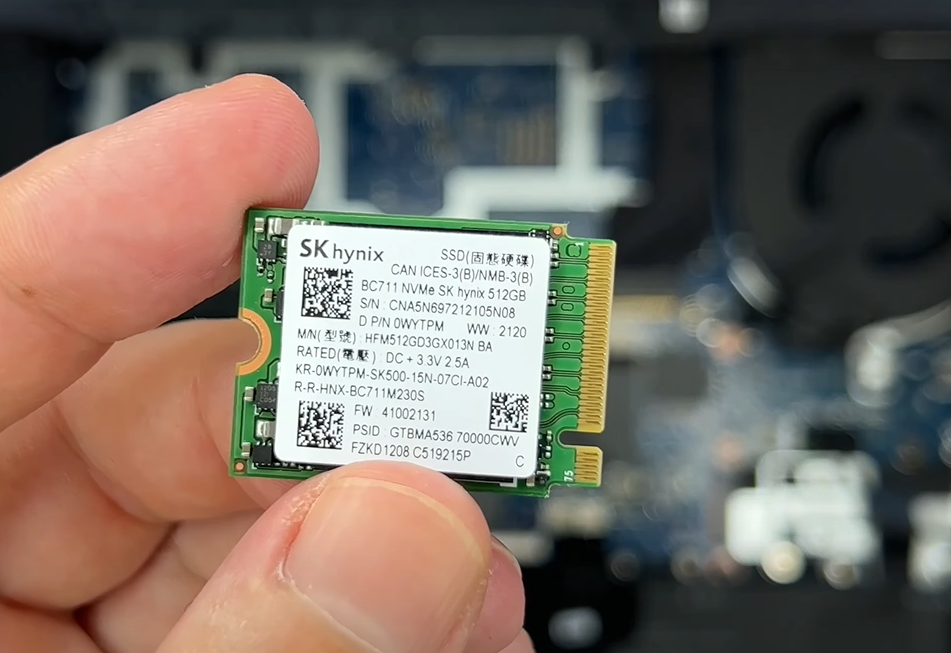 SK hynix
SSD(固態硬碟)
CAN ICES-3(B)/NMB-3(B)
BC711 NVMe SK hynix 512GB
S/N : CNA5N697212105N08
D P/N 0WYTPM WW : 2120
M/N(型號) : HFM512GD3GX013N BA
RATED(電壓) : DC + 3.3V 2.5A
KR-0WYTPM-SK500-15N-07CI-A02
R-R-HNX-BC711M230S
FW 41002131
PSID : GTBMA536 70000CWV
FZKD1208 C519215P C
75